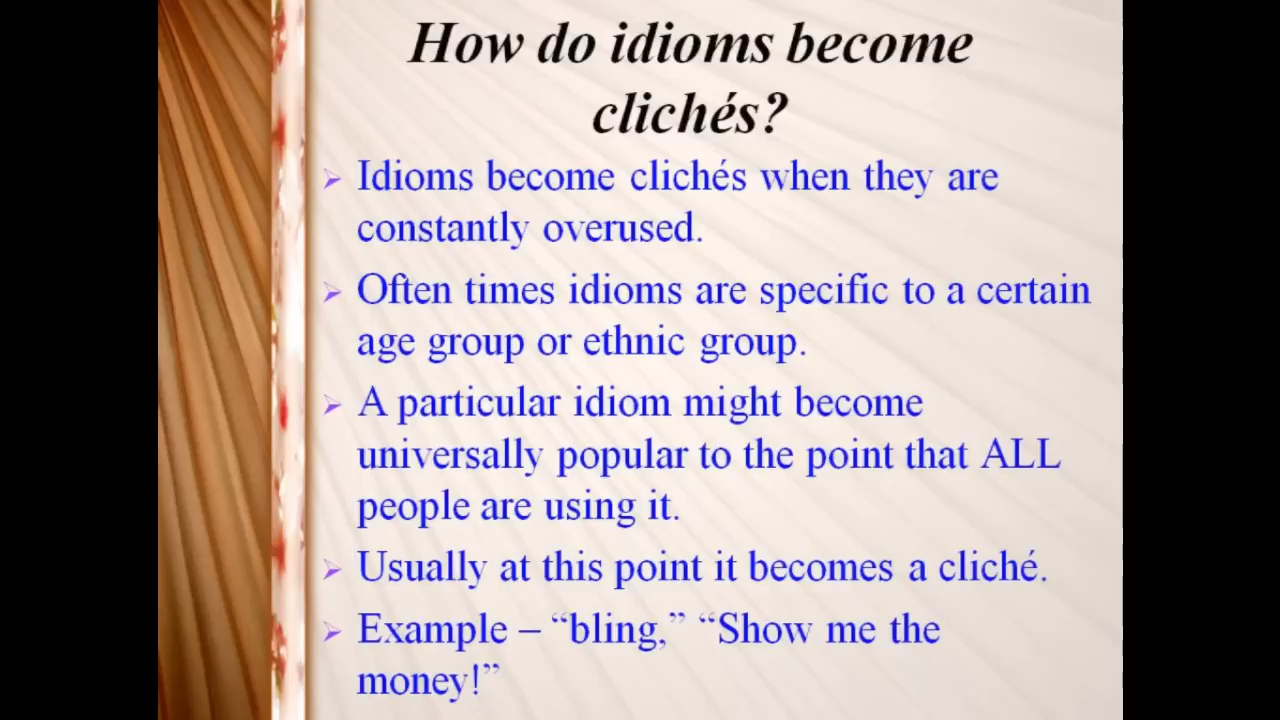 How do idioms become
clichés?
Idioms become clichés when they are
constantly overused.
Often times idioms are specific to a certain
age group or ethnic group.
A particular idiom might become
universally popular to the point that ALL
people are using it.
Usually at this point it becomes a cliché.
Example – “bling,” “Show me the
money!”